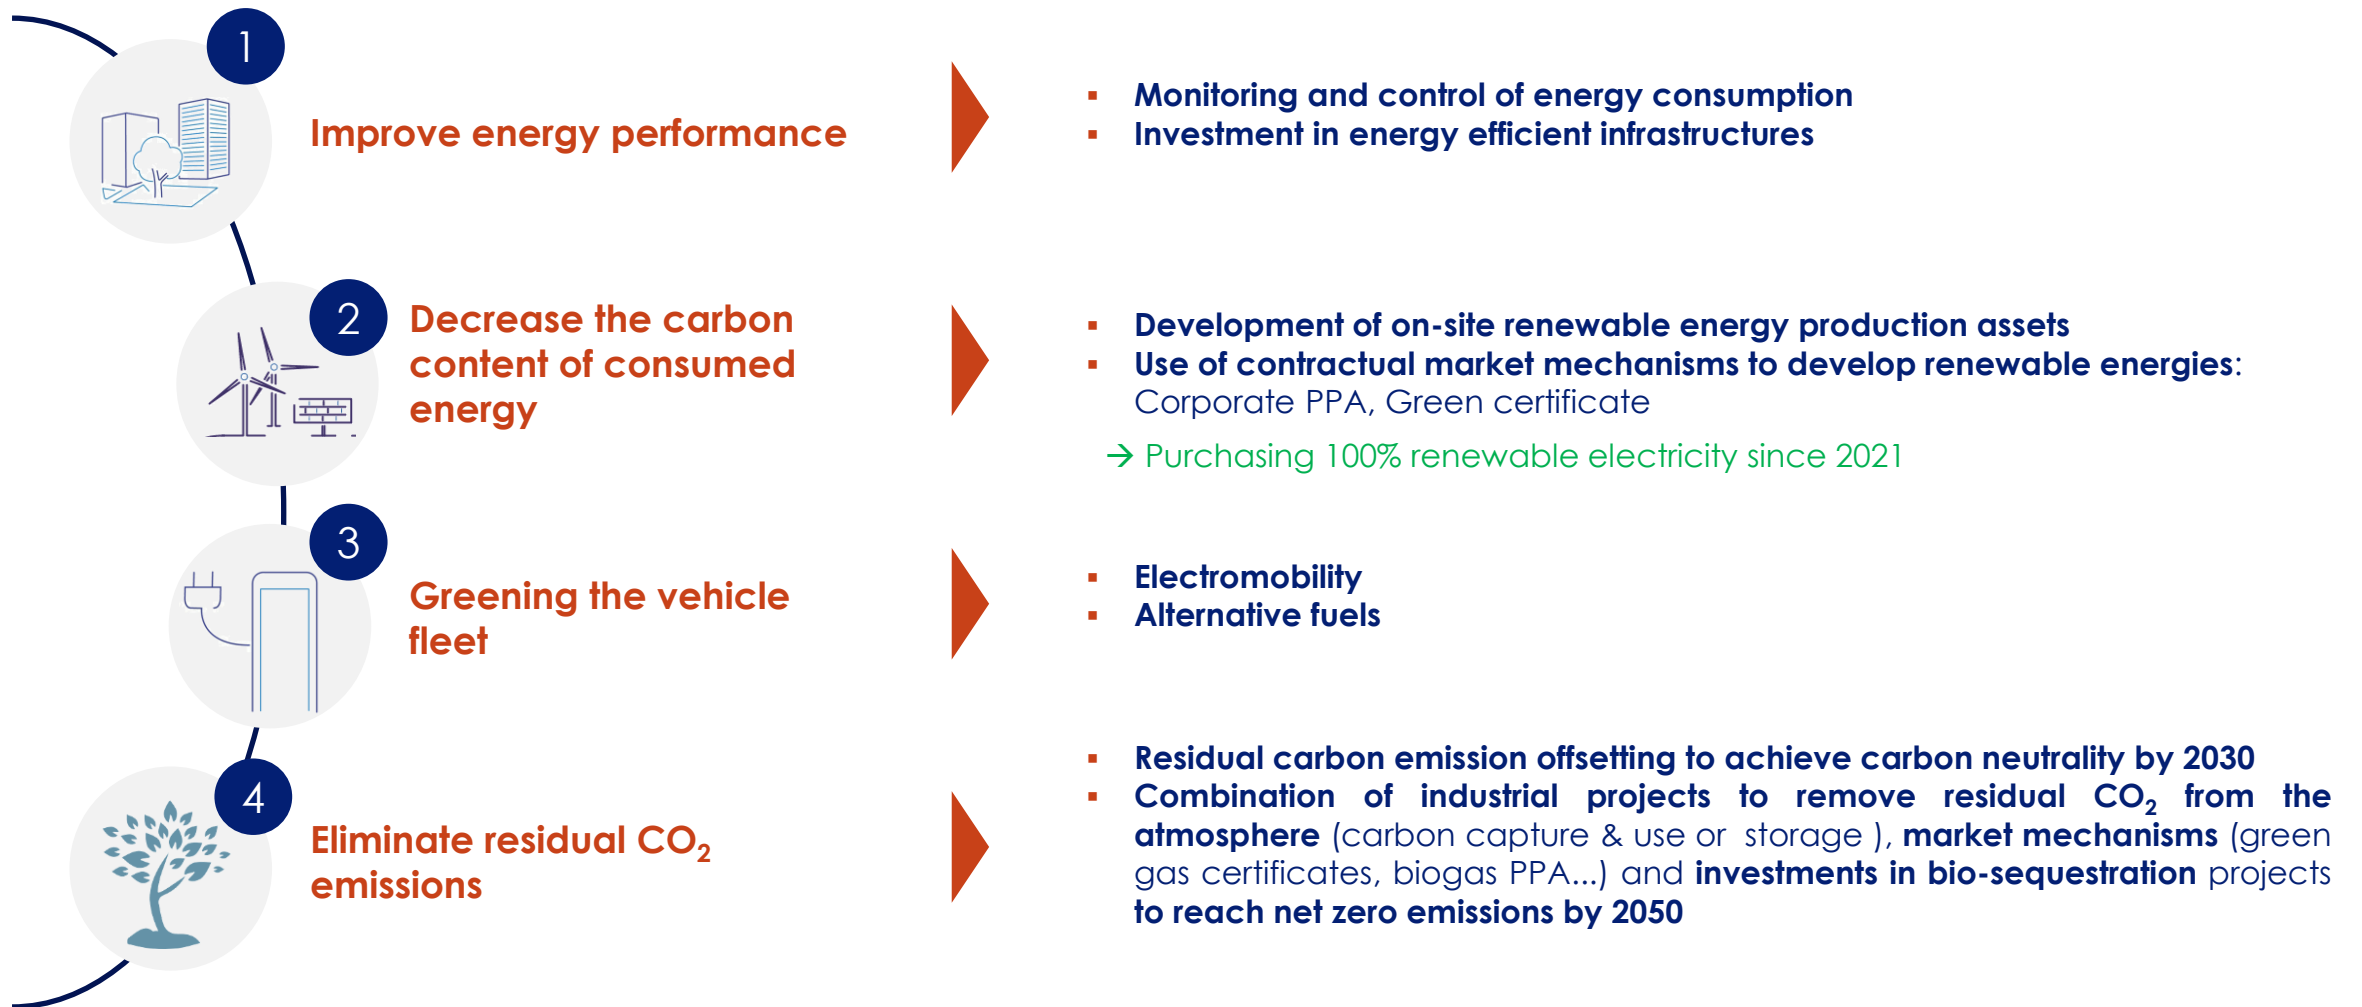 1
Improve energy performance
▪ Monitoring and control of energy consumption
▪ Investment in energy efficient infrastructures
2
Decrease the carbon
content of consumed
energy
▪ Development of on-site renewable energy production assets
▪ Use of contractual market mechanisms to develop renewable energies:
Corporate PPA, Green certificate
→ Purchasing 100% renewable electricity since 2021
3
Greening the vehicle
fleet
▪ Electromobility
▪ Alternative fuels
4
Eliminate residual CO₂
emissions
▪ Residual carbon emission offsetting to achieve carbon neutrality by 2030
▪ Combination of industrial projects to remove residual CO₂ from the
atmosphere (carbon capture & use or storage ), market mechanisms (green
gas certificates, biogas PPA...) and investments in bio-sequestration projects
to reach net zero emissions by 2050